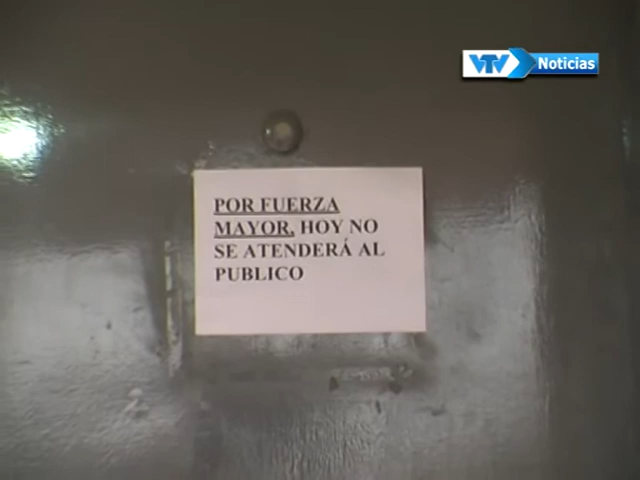 VTV Noticias
POR FUERZA
MAYOR, HOY NO
SE ATENDERÁ AL
PUBLICO